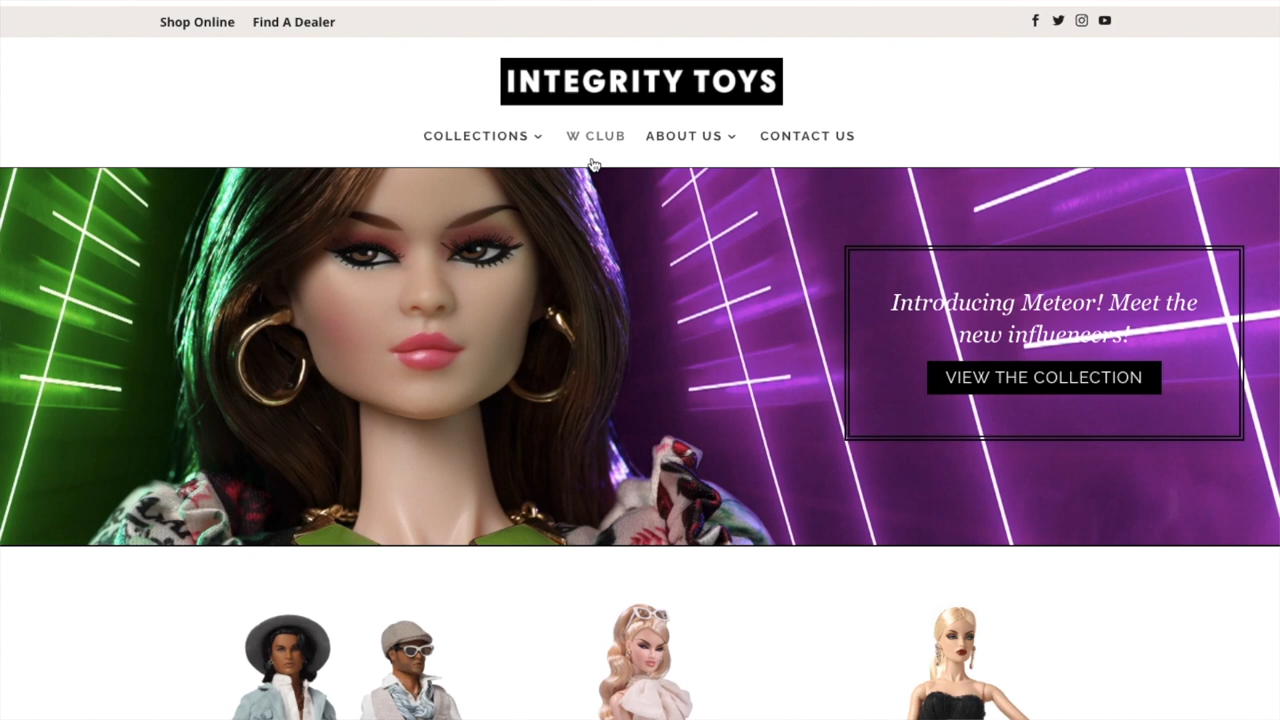 Shop Online Find A Dealer
INTEGRITY TOYS
COLLECTIONS W CLUB ABOUT US CONTACT US
Introducing Meteor! Meet the
new influencers!
VIEW THE COLLECTION